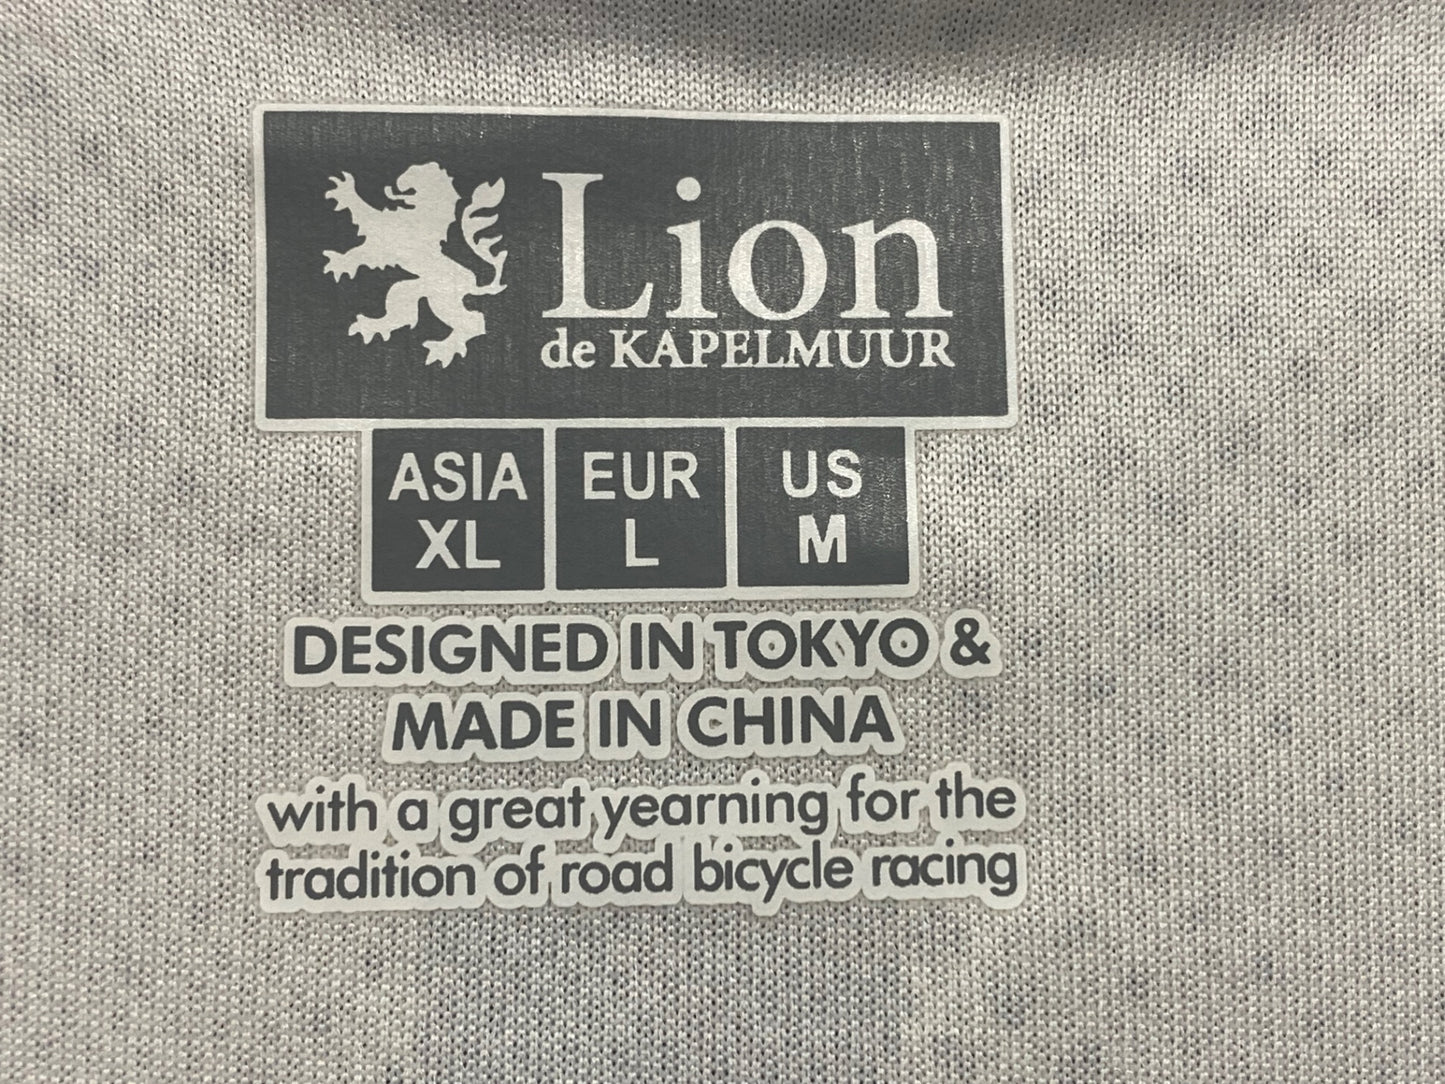 Lion
de KAPELMUUR
ASIA EUR US
XL L M
DESIGNED IN TOKYO &
MADE IN CHINA
with a great yearning for the
tradition of road bicycle racing